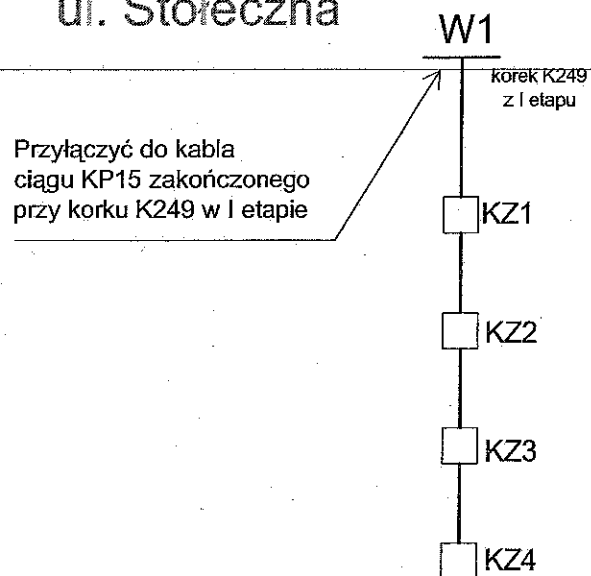 ul. Stołeczna
W1
korek K249
z I etapu
Przyłączyć do kabla
ciągu KP15 zakończonego
przy korku K249 w I etapie
KZ1
KZ2
KZ3
KZ4